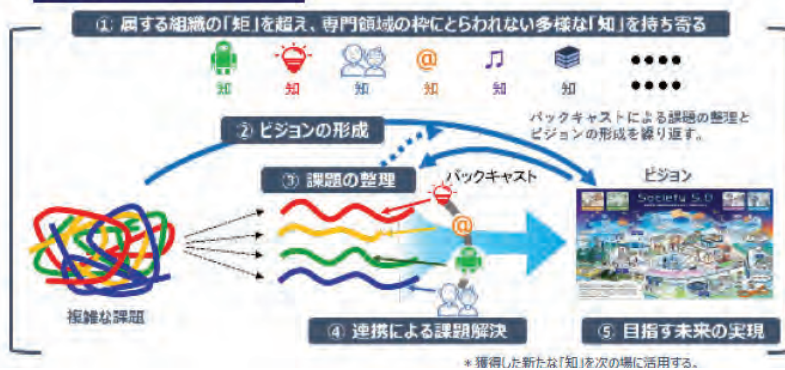 ① 属する組織の「矩」を超え、専門領域の枠にとらわれない多様な「知」を持ち寄る
@
知 知 知 知 知 知
② ビジョンの形成
バックキャストによる課題の整理と
ビジョンの形成を繰り返す。
③ 課題の整理
バックキャスト
ビジョン
Society 5.0
@
複雑な課題
④ 連携による課題解決
⑤ 目指す未来の実現
* 獲得した新たな「知」を次の場に活用する。